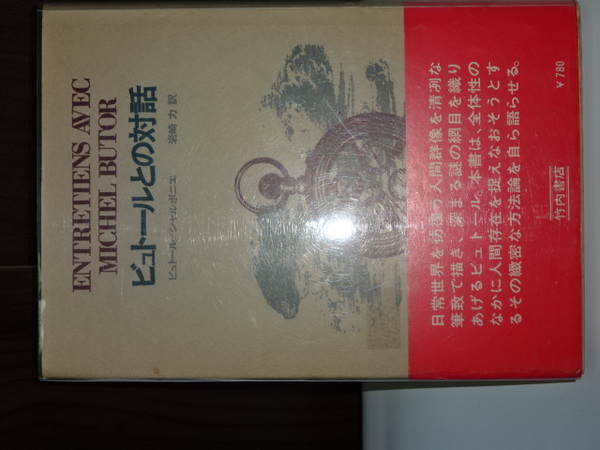 ENTRETIENS AVEC
MICHEL BUTOR
ビュトールとの対話
ビュトール/シャルボニエ
岩崎 力 訳
日常世界を彷徨う人間群像を清冽な
筆致で描き、深まる謎の網目を織り
あげるビュトール。本書は、全体性の
なかに人間存在を捉えなおそうとす
るその緻密な方法論を自ら語らせる。
竹内書店
¥780